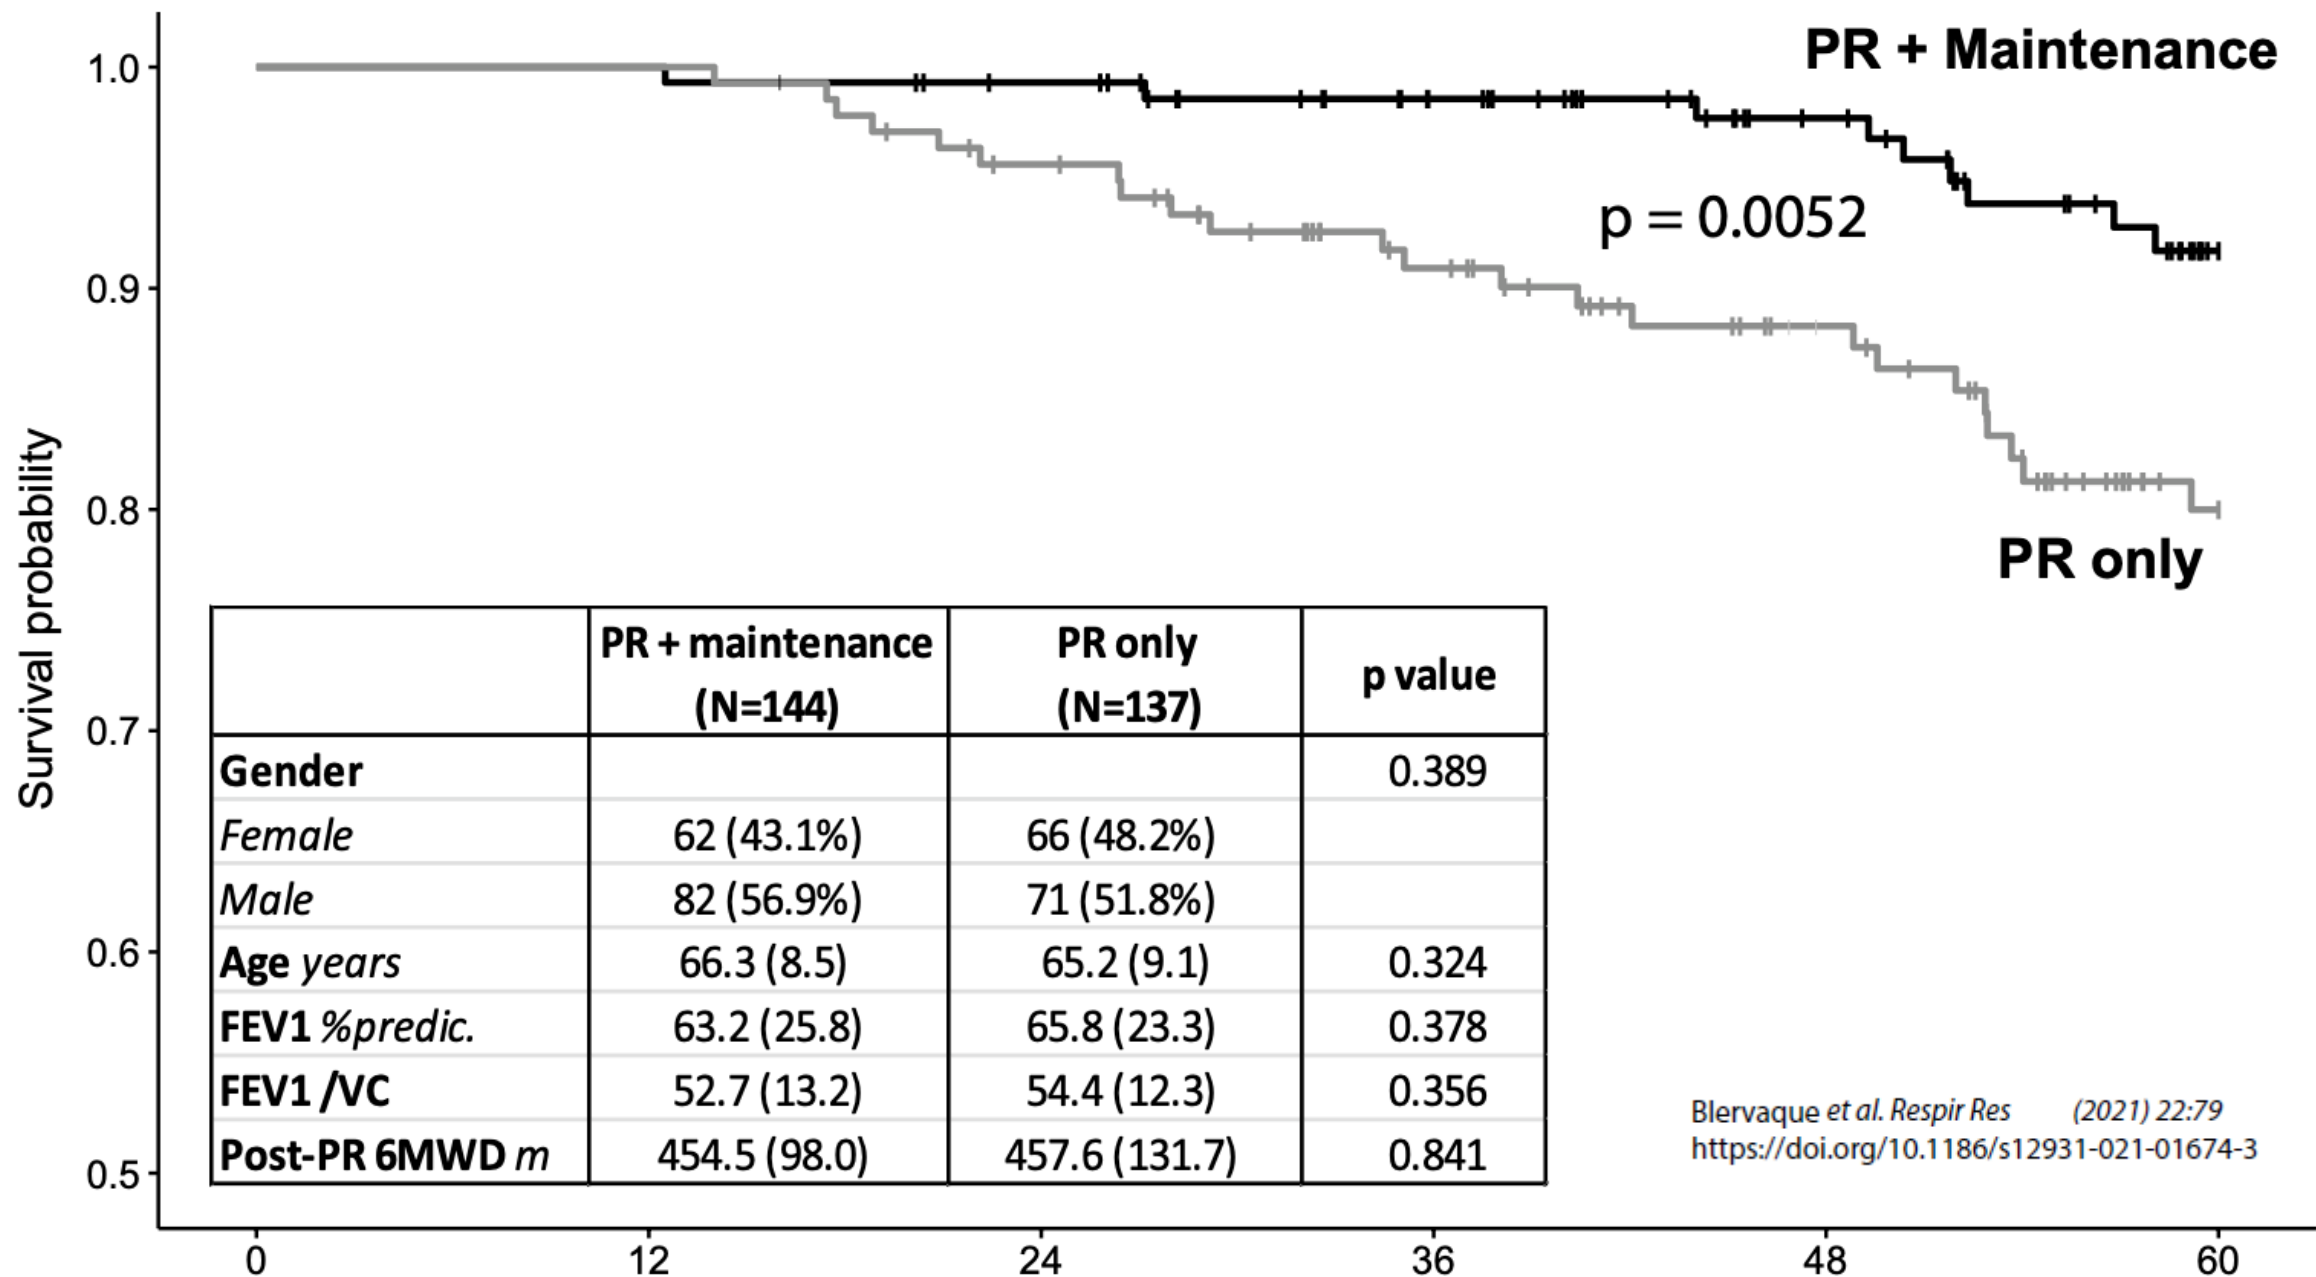 PR + Maintenance
1.0
p = 0.0052
0.9
0.8
PR only
Survival probability
0.7
0.6
0.5
PR + maintenance (N=144) PR only (N=137) p value
Gender 0.389
Female 62 (43.1%) 66 (48.2%)
Male 82 (56.9%) 71 (51.8%)
Age years 66.3 (8.5) 65.2 (9.1) 0.324
FEV1 %predic. 63.2 (25.8) 65.8 (23.3) 0.378
FEV1 /VC 52.7 (13.2) 54.4 (12.3) 0.356
Post-PR 6MWD m 454.5 (98.0) 457.6 (131.7) 0.841
Blervaque et al. Respir Res (2021) 22:79
https://doi.org/10.1186/s12931-021-01674-3
0 12 24 36 48 60